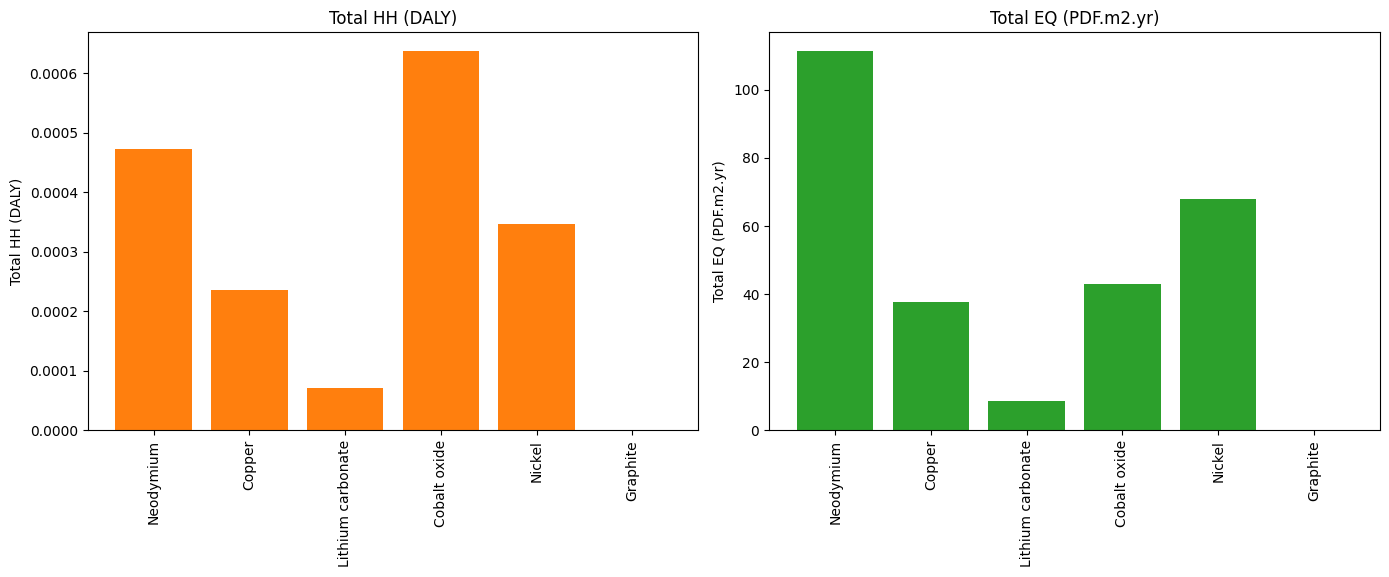 Total HH (DALY)
Total HH (DALY)
0.0006
0.0005
0.0004
0.0003
0.0002
0.0001
0.0000
Neodymium
Copper
Lithium carbonate
Cobalt oxide
Nickel
Graphite
Total EQ (PDF.m2.yr)
Total EQ (PDF.m2.yr)
100
80
60
40
20
0
Neodymium
Copper
Lithium carbonate
Cobalt oxide
Nickel
Graphite